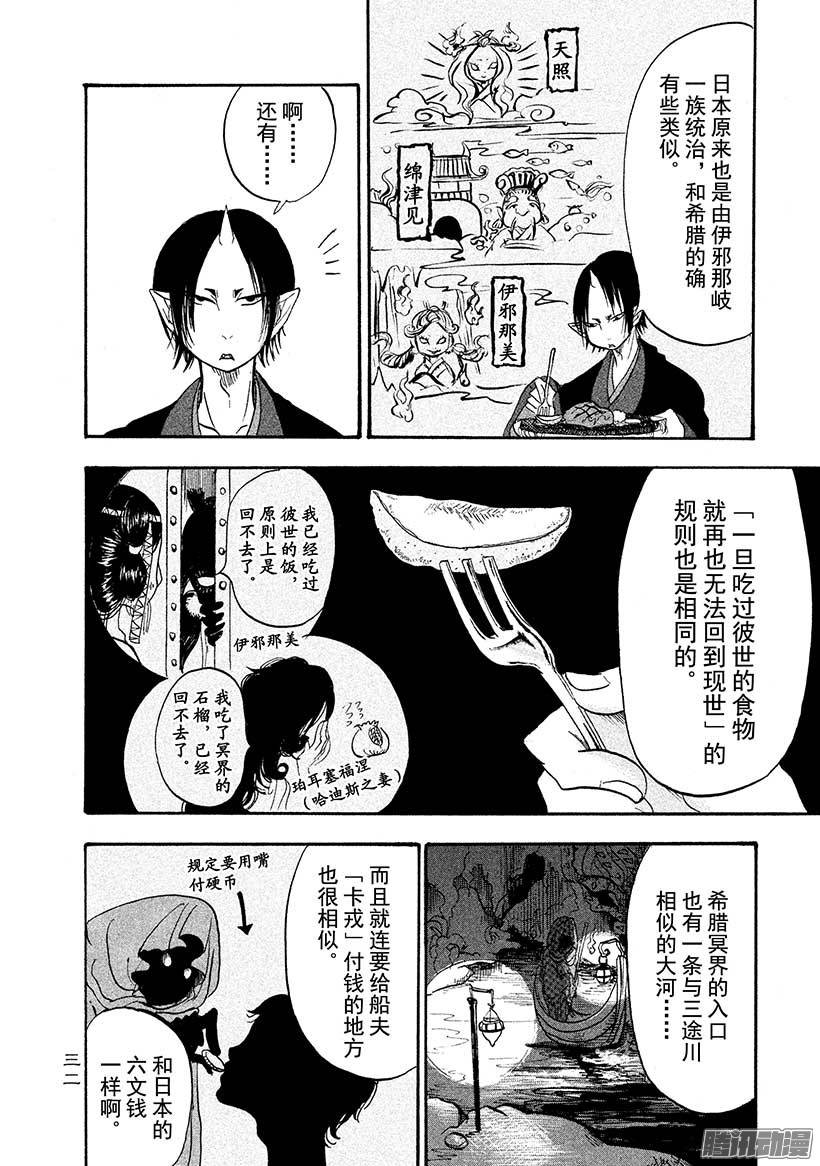 日本原来也是由伊邪那岐
一族统治，和希腊的确
有些类似。
天照
绵津见
伊邪那美
啊……
还有……
「一旦吃过彼世的食物
就再也无法回到现世」的
规则也是相同的。
我已经吃过
彼世的饭，
原则上是
回不去了。
伊邪那美
我吃了冥界的
石榴，已经
回不去了。
珀耳塞福涅
（哈迪斯之妻）
希腊冥界的入口
也有一条与三途川
相似的大河……
而且就连要给船夫
「卡戎」付钱的地方
也很相似。
规定要用嘴
付硬币
和日本的
六文钱
一样啊。
三二
腾讯动漫